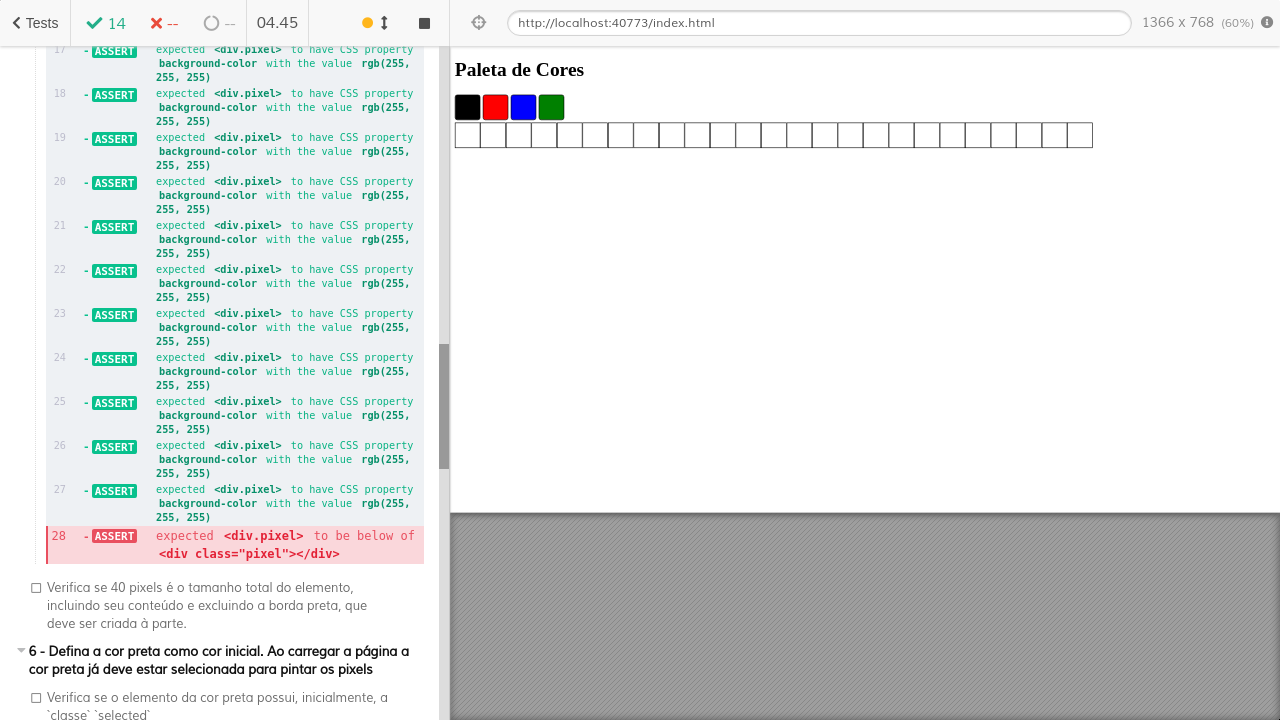 Tests 14 -- -- 04.45 http://localhost:40773/index.html 1366 x 768 (60%)
17 - ASSERT expected <div.pixel> to have CSS property
background-color with the value rgb(255,
255, 255)
18 - ASSERT expected <div.pixel> to have CSS property
background-color with the value rgb(255,
255, 255)
19 - ASSERT expected <div.pixel> to have CSS property
background-color with the value rgb(255,
255, 255)
20 - ASSERT expected <div.pixel> to have CSS property
background-color with the value rgb(255,
255, 255)
21 - ASSERT expected <div.pixel> to have CSS property
background-color with the value rgb(255,
255, 255)
22 - ASSERT expected <div.pixel> to have CSS property
background-color with the value rgb(255,
255, 255)
23 - ASSERT expected <div.pixel> to have CSS property
background-color with the value rgb(255,
255, 255)
24 - ASSERT expected <div.pixel> to have CSS property
background-color with the value rgb(255,
255, 255)
25 - ASSERT expected <div.pixel> to have CSS property
background-color with the value rgb(255,
255, 255)
26 - ASSERT expected <div.pixel> to have CSS property
background-color with the value rgb(255,
255, 255)
27 - ASSERT expected <div.pixel> to have CSS property
background-color with the value rgb(255,
255, 255)
28 - ASSERT expected <div.pixel> to be below of
<div class="pixel"></div>
Verifica se 40 pixels é o tamanho total do elemento,
incluindo seu conteúdo e excluindo a borda preta, que
deve ser criada à parte.
6 - Defina a cor preta como cor inicial. Ao carregar a página a
cor preta já deve estar selecionada para pintar os pixels
Verifica se o elemento da cor preta possui, inicialmente, a
`classe` `selected`
Paleta de Cores